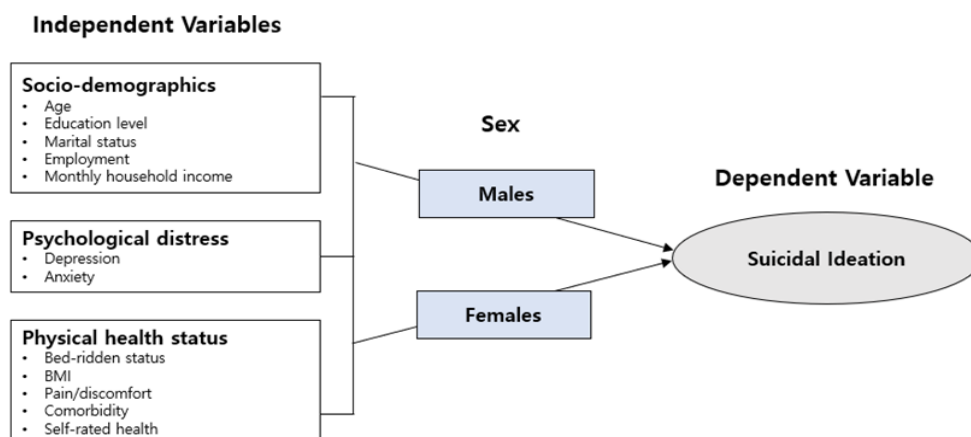 Independent Variables
Socio-demographics
• Age
• Education level
• Marital status
• Employment
• Monthly household income
Psychological distress
• Depression
• Anxiety
Physical health status
• Bed-ridden status
• BMI
• Pain/discomfort
• Comorbidity
• Self-rated health
Sex
Males
Females
Dependent Variable
Suicidal Ideation